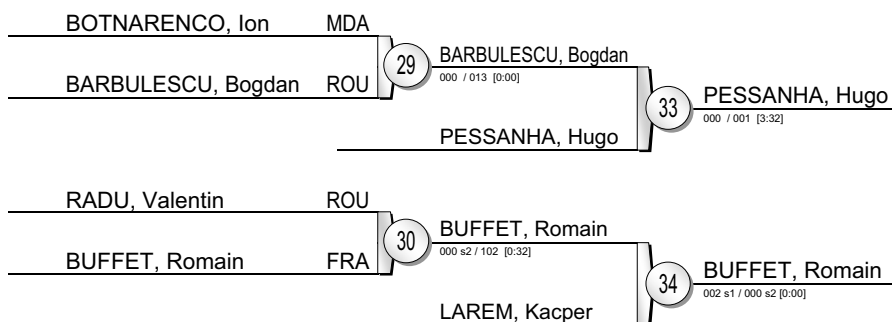 BOTNARENCO, Ion MDA
29
BARBULESCU, Bogdan
000 / 013 [0:00]
BARBULESCU, Bogdan ROU
33
PESSANHA, Hugo
000 / 001 [3:32]
PESSANHA, Hugo
RADU, Valentin ROU
30
BUFFET, Romain
000 s2 / 102 [0:32]
BUFFET, Romain FRA
34
BUFFET, Romain
002 s1 / 000 s2 [0:00]
LAREM, Kacper